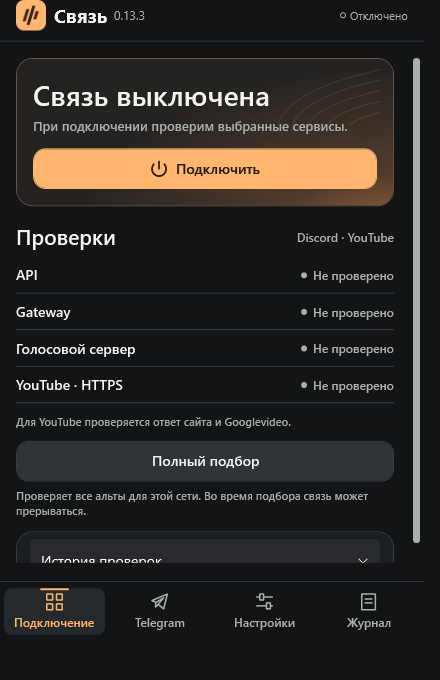 Связь 0.13.3
Отключено
Связь выключена
При подключении проверим выбранные сервисы.
Подключить
Проверки
Discord · YouTube
API
Не проверено
Gateway
Не проверено
Голосовой сервер
Не проверено
YouTube · HTTPS
Не проверено
Для YouTube проверяется ответ сайта и Googlevideo.
Полный подбор
Проверяет все альты для этой сети. Во время подбора связь может
прерываться.
История проверок
Подключение
Telegram
Настройки
Журнал